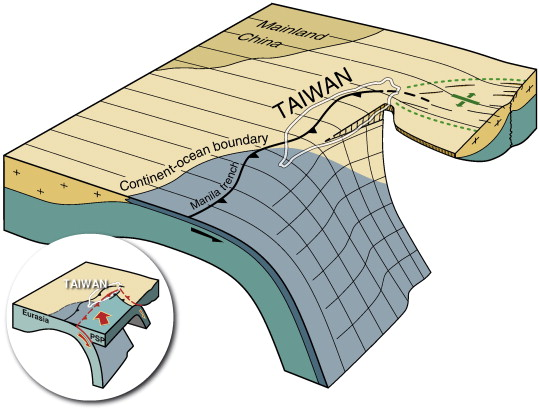 Mainland
China
TAIWAN
Continent-ocean boundary
Manila trench
TAIWAN
Eurasia
PSP